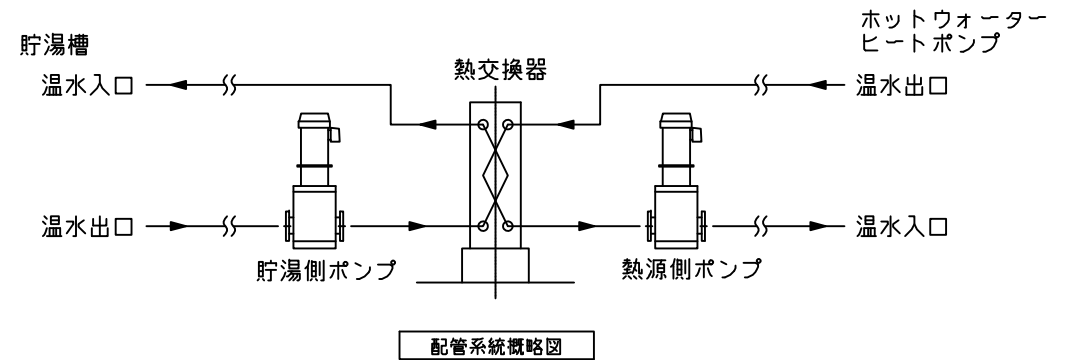 ホットウォーター
ヒートポンプ
貯湯槽
温水入口
熱交換器
温水出口
温水出口
温水入口
貯湯側ポンプ
熱源側ポンプ
配管系統概略図